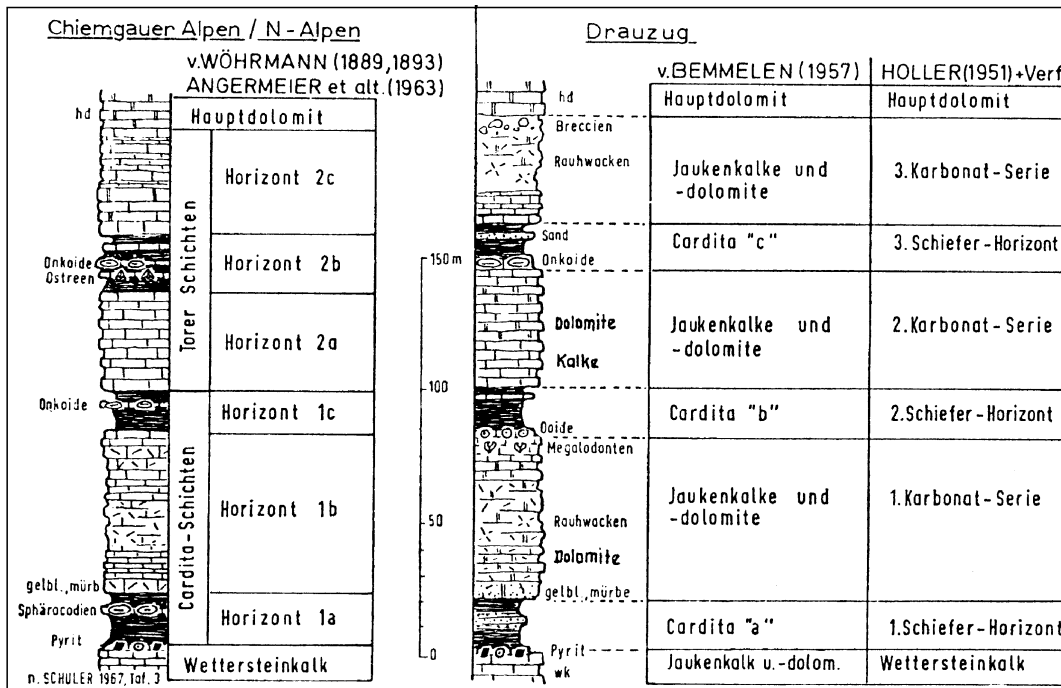 Chiemgauer Alpen / N-Alpen
v.WÖHRMANN (1889,1893)
ANGERMEIER et alt.(1963)
hd
Hauptdolomit
Torer Schichten
Horizont 2c
Onkoide
Ostreen
Horizont 2b
Horizont 2a
Cardita-Schichten
Onkoide
Horizont 1c
Horizont 1b
gelbl.,mürb
Sphäracodien
Horizont 1a
Pyrit
Wettersteinkalk
n. SCHULER 1967, Taf. 3
150 m
100
50
0
Drauzug
v.BEMMELEN (1957)
HOLLER(1951)+Verf
hd
Hauptdolomit
Hauptdolomit
Breccien
Rauhwacken
Jaukenkalke und
-dolomite
3.Karbonat-Serie
Sand
Onkoide
Cardita "c"
3.Schiefer-Horizont
Dolomite
Kalke
Jaukenkalke und
-dolomite
2.Karbonat-Serie
Cardita "b"
2.Schiefer-Horizont
Ooide
Megalodonten
Rauhwacken
Dolomite
gelbl.,mürbe
Jaukenkalke und
-dolomite
1.Karbonat-Serie
Cardita "a"
1.Schiefer-Horizont
Pyrit
wk
Jaukenkalk u.-dolom.
Wettersteinkalk